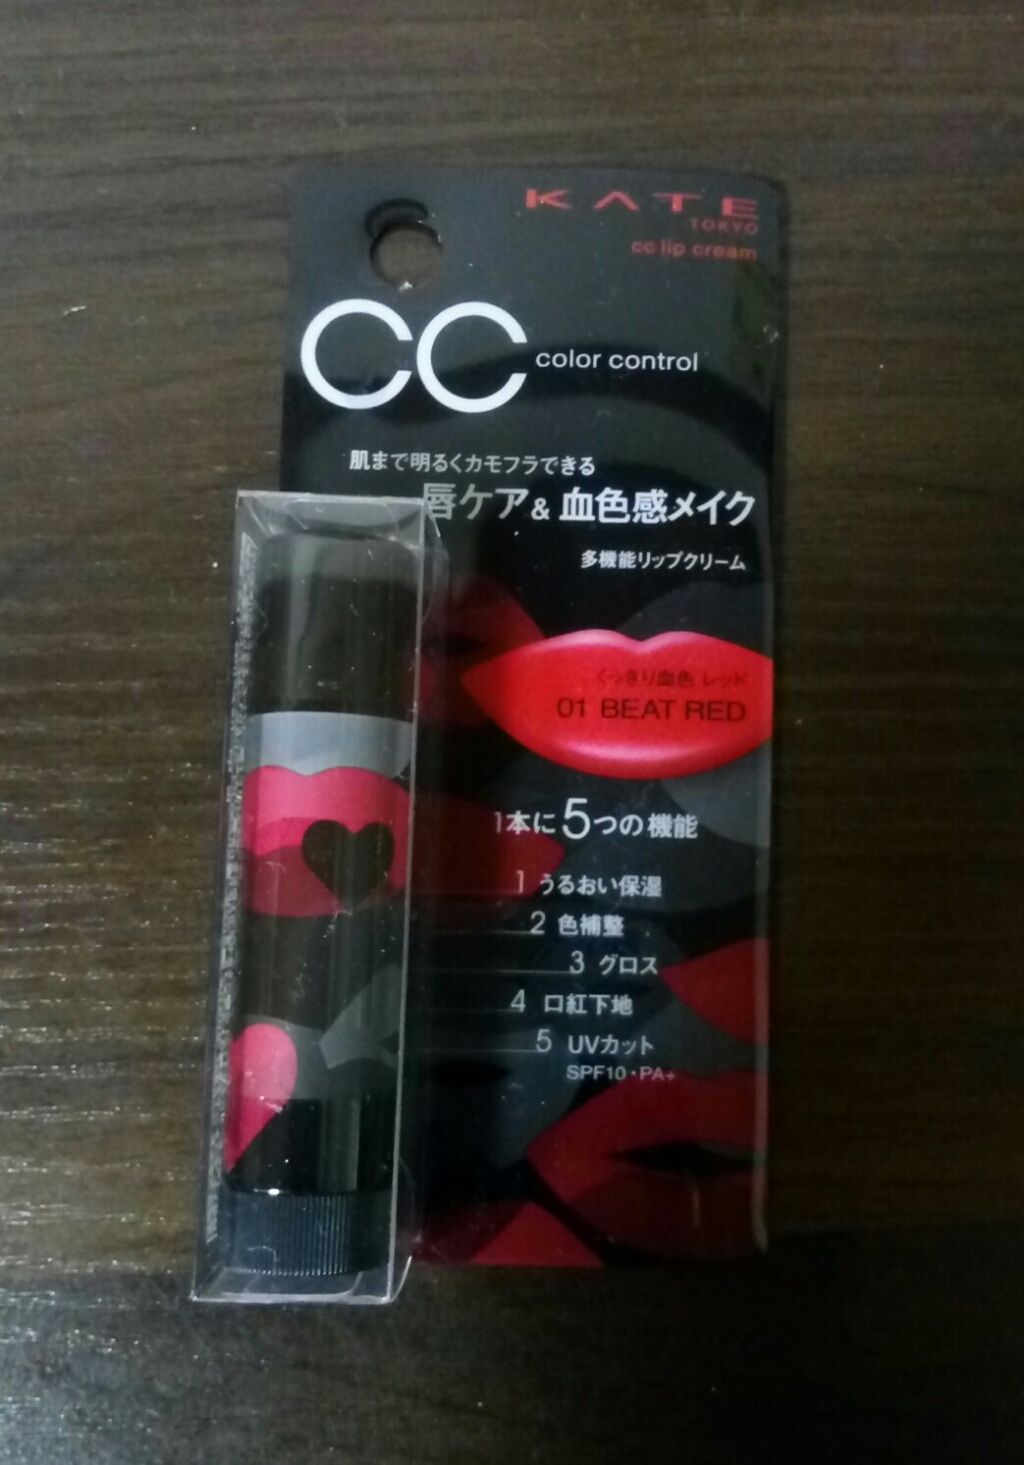 KATE
TOKYO
cc lip cream
CC color control
肌まで明るくカモフラできる
唇ケア&血色感メイク
多機能リップクリーム
くっきり血色 レッド
01 BEAT RED
1本に5つの機能
1 うるおい保湿
2 色補整
3 グロス
4 口紅下地
5 UVカット
SPF10・PA+